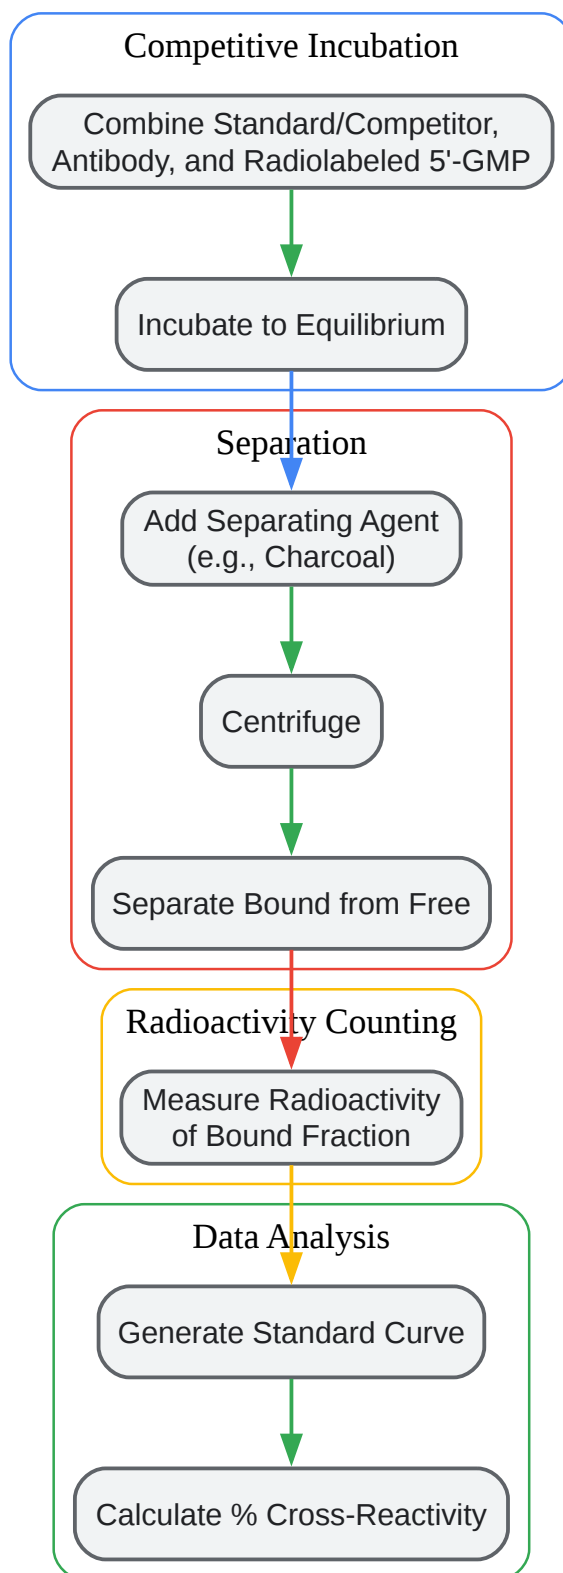 Competitive Incubation
Combine Standard/Competitor,
Antibody, and Radiolabeled 5'-GMP
Incubate to Equilibrium
Separation
Add Separating Agent
(e.g., Charcoal)
Centrifuge
Separate Bound from Free
Radioactivity Counting
Measure Radioactivity
of Bound Fraction
Data Analysis
Generate Standard Curve
Calculate % Cross-Reactivity